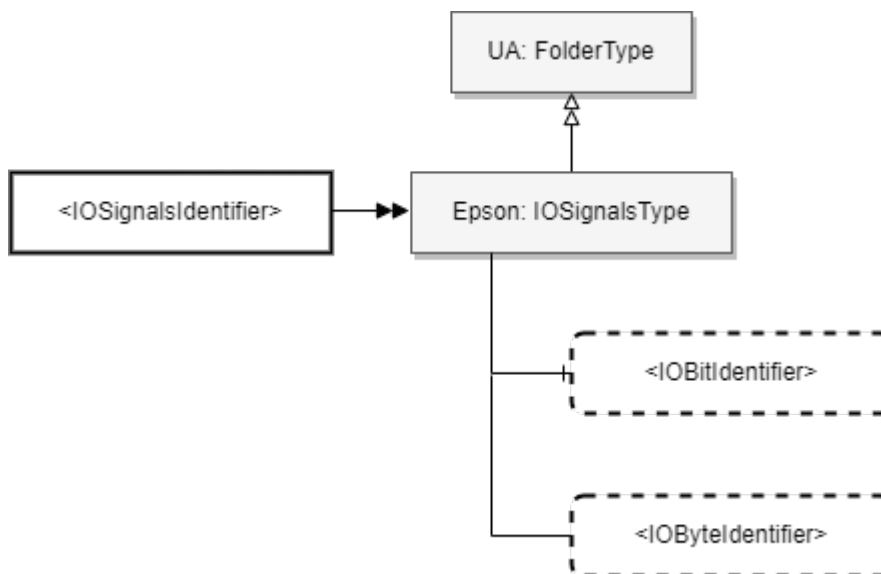 UA: FolderType
<IOSignalsIdentifier>
Epson: IOSignalsType
<IOBitIdentifier>
<IOByteIdentifier>